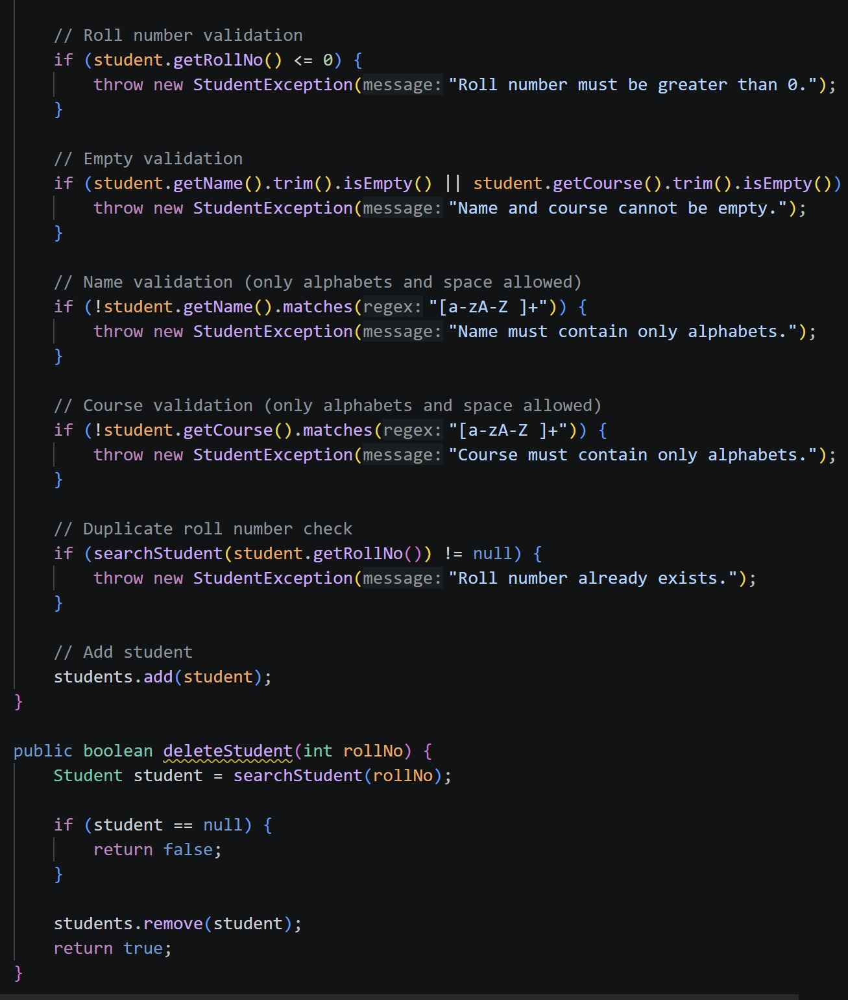 // Roll number validation
if (student.getRollNo() <= 0) {
throw new StudentException(message: "Roll number must be greater than 0.");
}
// Empty validation
if (student.getName().trim().isEmpty() || student.getCourse().trim().isEmpty())
throw new StudentException(message: "Name and course cannot be empty.");
}
// Name validation (only alphabets and space allowed)
if (!student.getName().matches(regex: "[a-zA-Z ]+")) {
throw new StudentException(message: "Name must contain only alphabets.");
}
// Course validation (only alphabets and space allowed)
if (!student.getCourse().matches(regex: "[a-zA-Z ]+")) {
throw new StudentException(message: "Course must contain only alphabets.");
}
// Duplicate roll number check
if (searchStudent(student.getRollNo()) != null) {
throw new StudentException(message: "Roll number already exists.");
}
// Add student
students.add(student);
}
public boolean deleteStudent(int rollNo) {
Student student = searchStudent(rollNo);
if (student == null) {
return false;
}
students.remove(student);
return true;
}